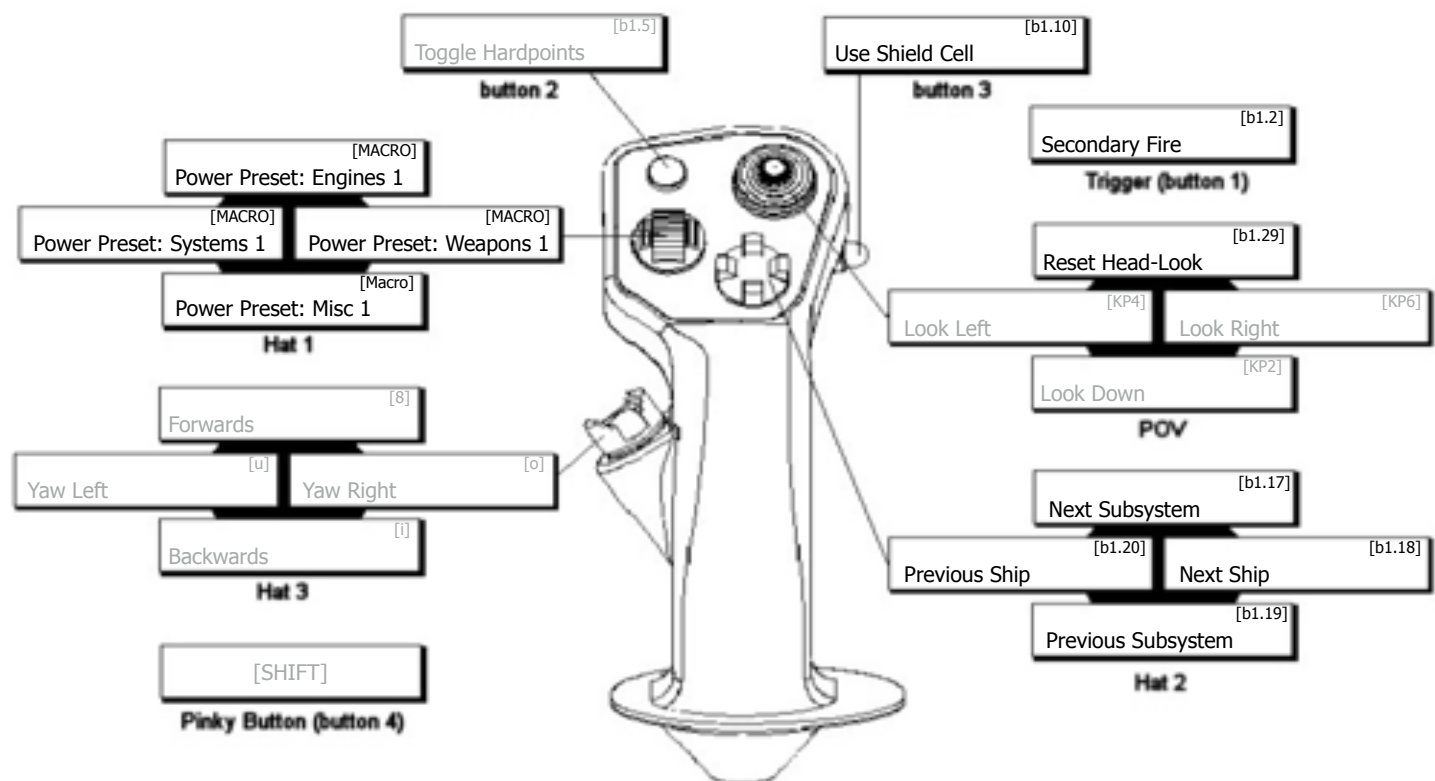 [b1.5]
Toggle Hardpoints
button 2
[b1.10]
Use Shield Cell
button 3
[b1.2]
Secondary Fire
Trigger (button 1)
[MACRO]
Power Preset: Engines 1
[MACRO]
Power Preset: Systems 1
[MACRO]
Power Preset: Weapons 1
[Macro]
Power Preset: Misc 1
Hat 1
[b1.29]
Reset Head-Look
[KP4]
Look Left
[KP6]
Look Right
[KP2]
Look Down
POV
[8]
Forwards
[u]
Yaw Left
[o]
Yaw Right
[i]
Backwards
Hat 3
[b1.17]
Next Subsystem
[b1.20]
Previous Ship
[b1.18]
Next Ship
[b1.19]
Previous Subsystem
Hat 2
[SHIFT]
Pinky Button (button 4)